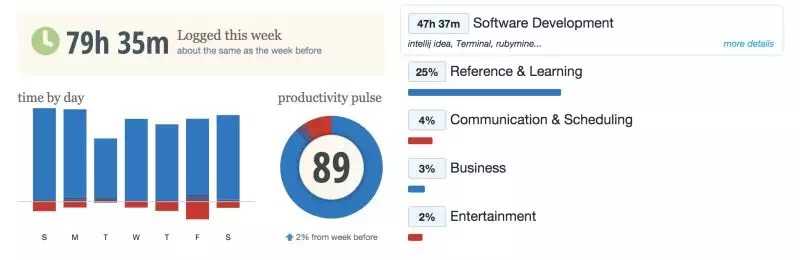 79h 35m Logged this week
about the same as the week before
time by day
S M T W T F S
productivity pulse
89
2% from week before
47h 37m Software Development
intellij idea, Terminal, rubymine... more details
25% Reference & Learning
4% Communication & Scheduling
3% Business
2% Entertainment